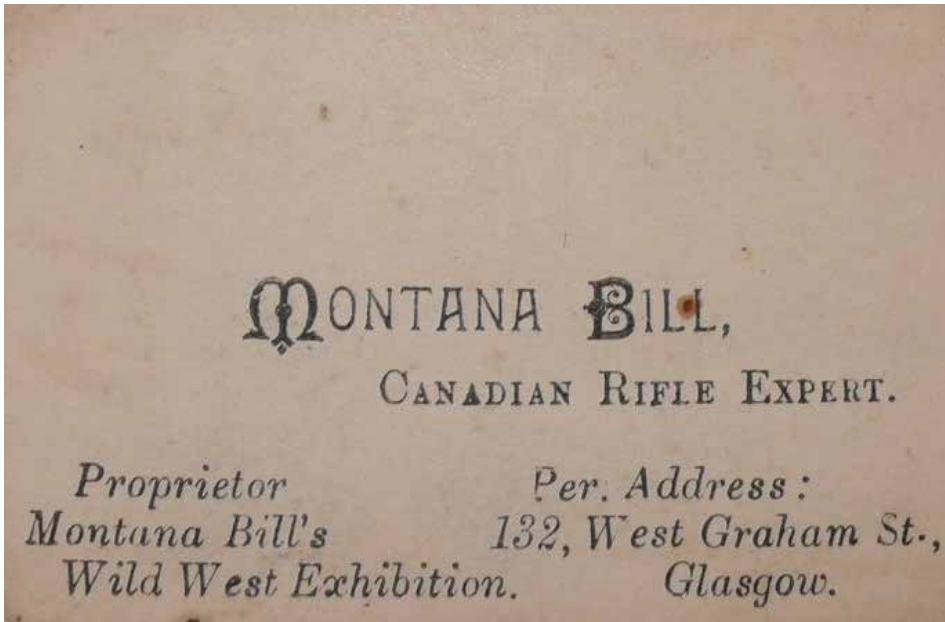 MONTANA BILL,
CANADIAN RIFLE EXPERT.
Proprietor
Montana Bill's
Wild West Exhibition.
Per. Address:
132, West Graham St.,
Glasgow.